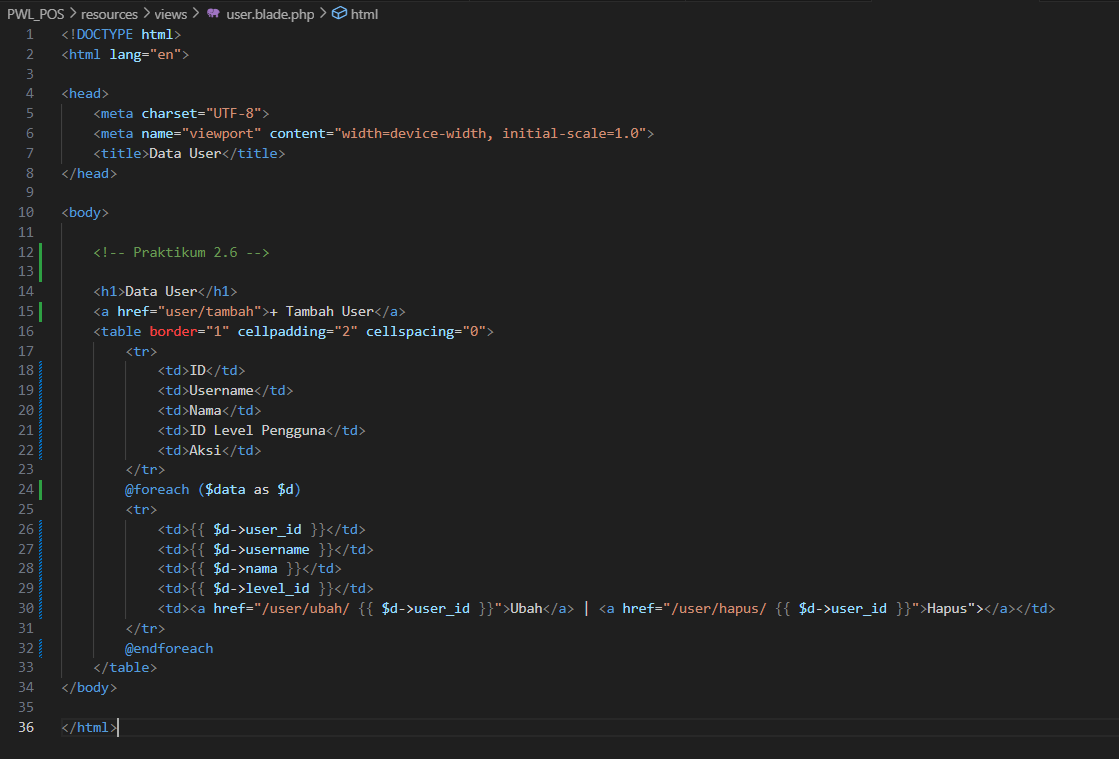 PWL_POS > resources > views > user.blade.php > html
1 <!DOCTYPE html>
2 <html lang="en">
3
4 <head>
5     <meta charset="UTF-8">
6     <meta name="viewport" content="width=device-width, initial-scale=1.0">
7     <title>Data User</title>
8 </head>
9
10 <body>
11
12     <!-- Praktikum 2.6 -->
13
14     <h1>Data User</h1>
15     <a href="user/tambah">+ Tambah User</a>
16     <table border="1" cellpadding="2" cellspacing="0">
17         <tr>
18             <td>ID</td>
19             <td>Username</td>
20             <td>Nama</td>
21             <td>ID Level Pengguna</td>
22             <td>Aksi</td>
23         </tr>
24         @foreach ($data as $d)
25         <tr>
26             <td>{{ $d->user_id }}</td>
27             <td>{{ $d->username }}</td>
28             <td>{{ $d->nama }}</td>
29             <td>{{ $d->level_id }}</td>
30             <td><a href="/user/ubah/ {{ $d->user_id }}">Ubah</a> | <a href="/user/hapus/ {{ $d->user_id }}">Hapus"></a></td>
31         </tr>
32         @endforeach
33     </table>
34 </body>
35
36 </html>